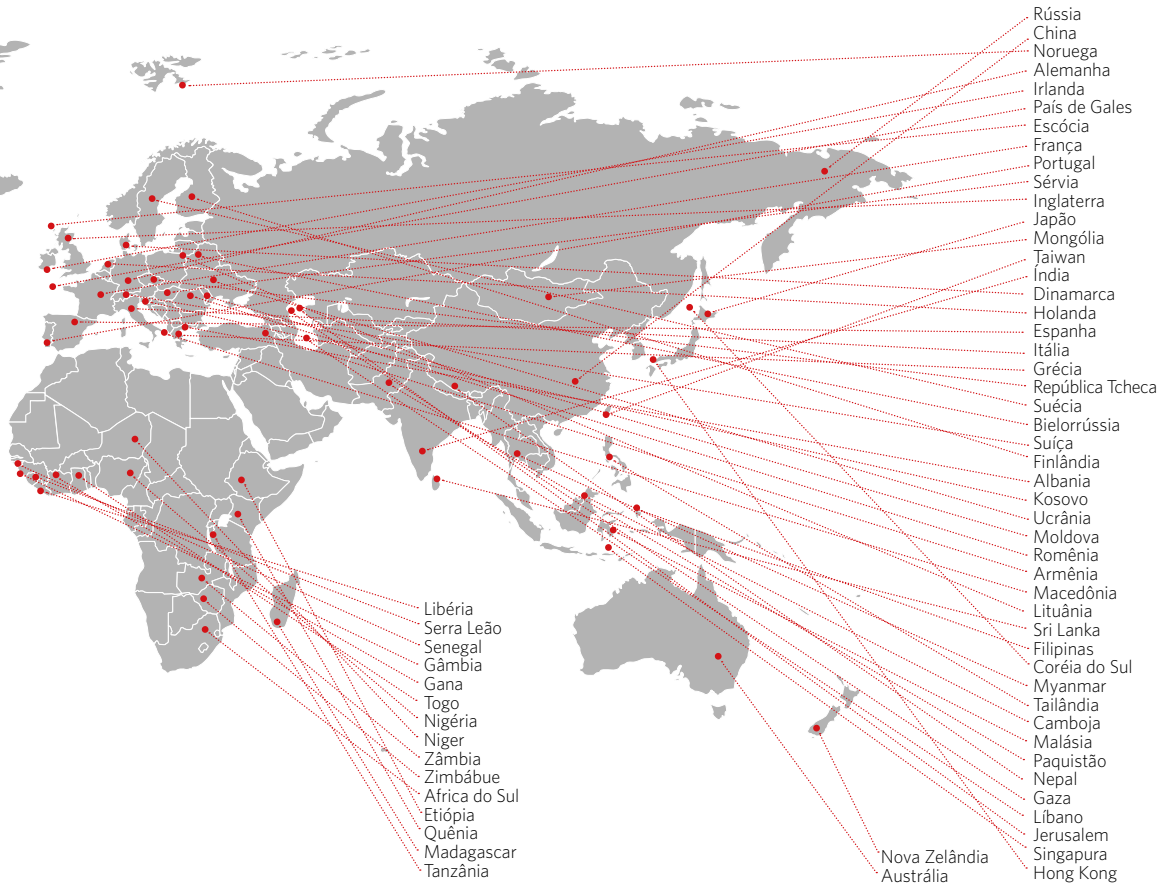 Rússia
China
Noruega
Alemanha
Irlanda
País de Gales
Escócia
França
Portugal
Sérvia
Inglaterra
Japão
Mongólia
Taiwan
Índia
Dinamarca
Holanda
Espanha
Itália
Grécia
República Tcheca
Suécia
Bielorrússia
Suíça
Finlândia
Albania
Kosovo
Ucrânia
Moldova
Romênia
Armênia
Macedônia
Lituânia
Sri Lanka
Filipinas
Coréia do Sul
Myanmar
Tailândia
Camboja
Malásia
Paquistão
Nepal
Gaza
Líbano
Jerusalem
Singapura
Hong Kong
Libéria
Serra Leão
Senegal
Gâmbia
Gana
Togo
Nigéria
Niger
Zâmbia
Zimbábue
Africa do Sul
Etiópia
Quênia
Madagascar
Tanzânia
Nova Zelândia
Austrália